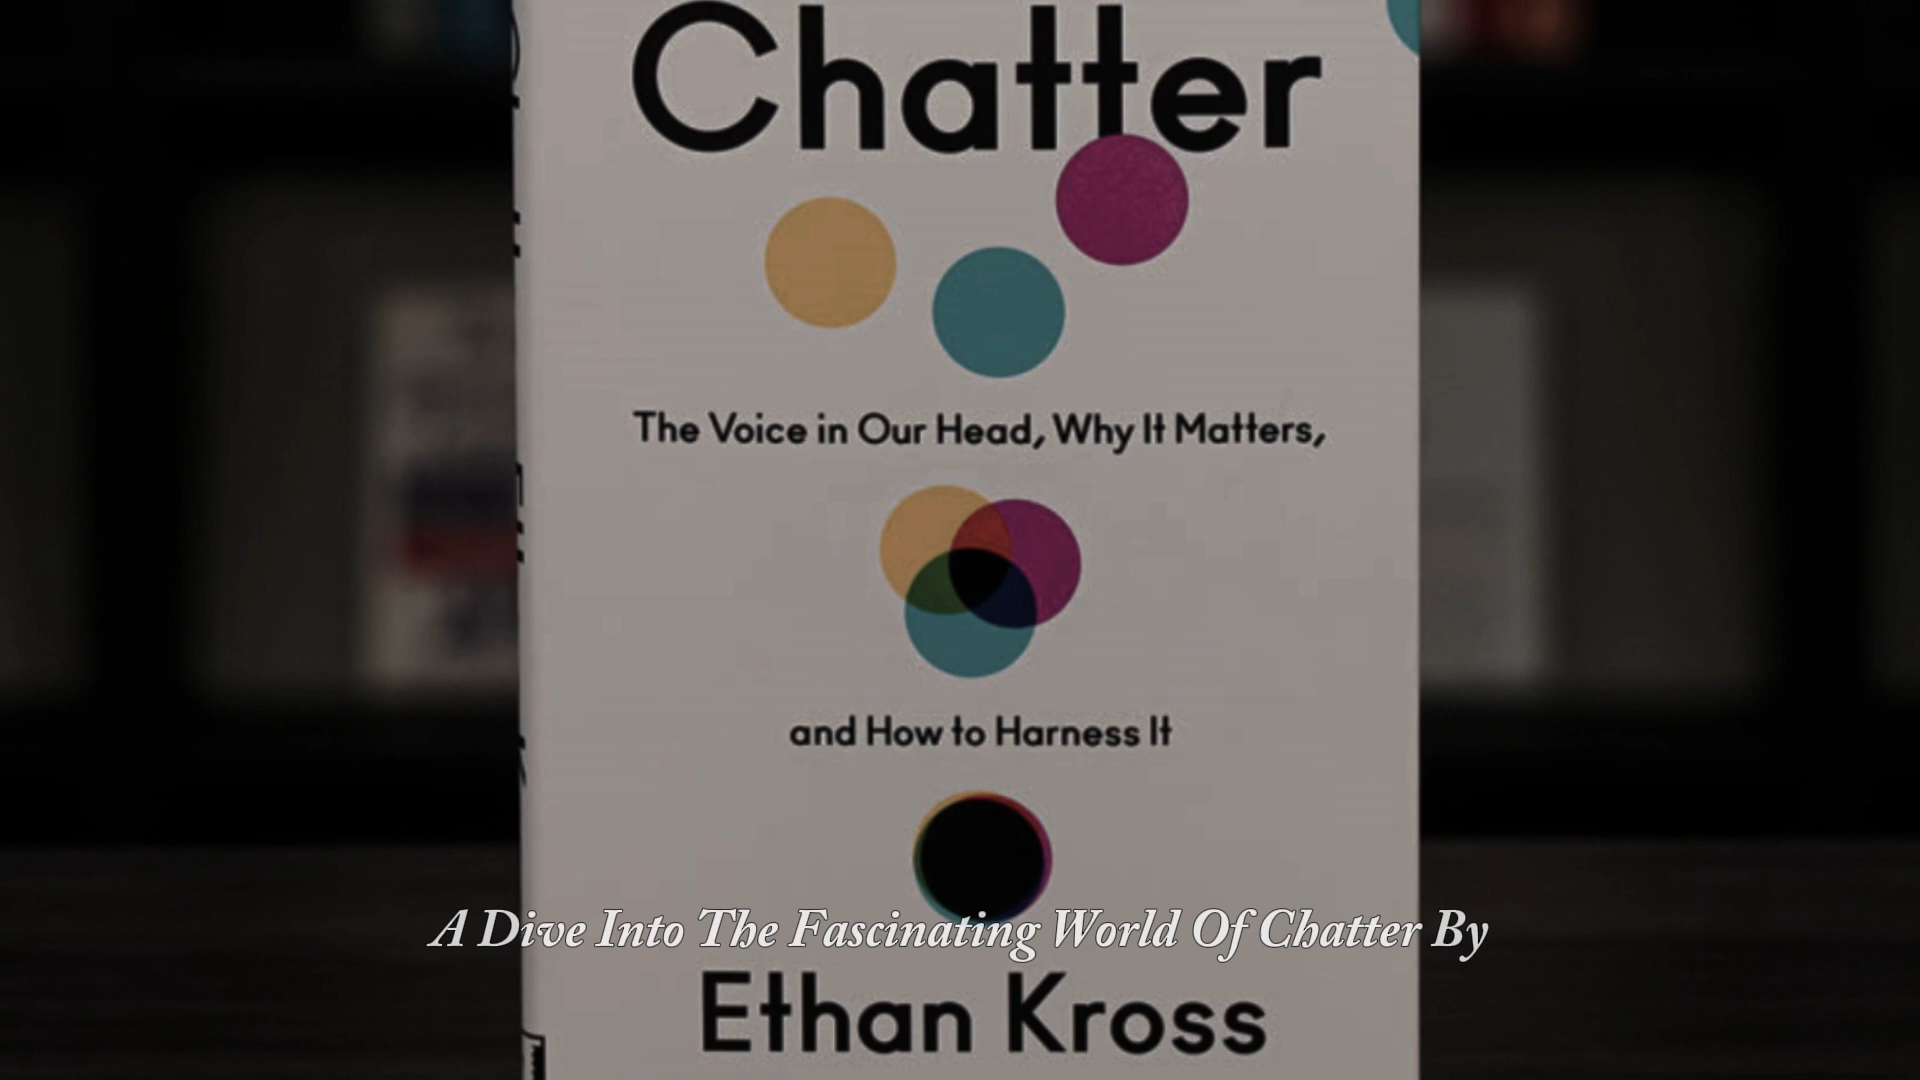 Chatter
The Voice in Our Head, Why It Matters,
and How to Harness It
A Dive Into The Fascinating World Of Chatter By
Ethan Kross